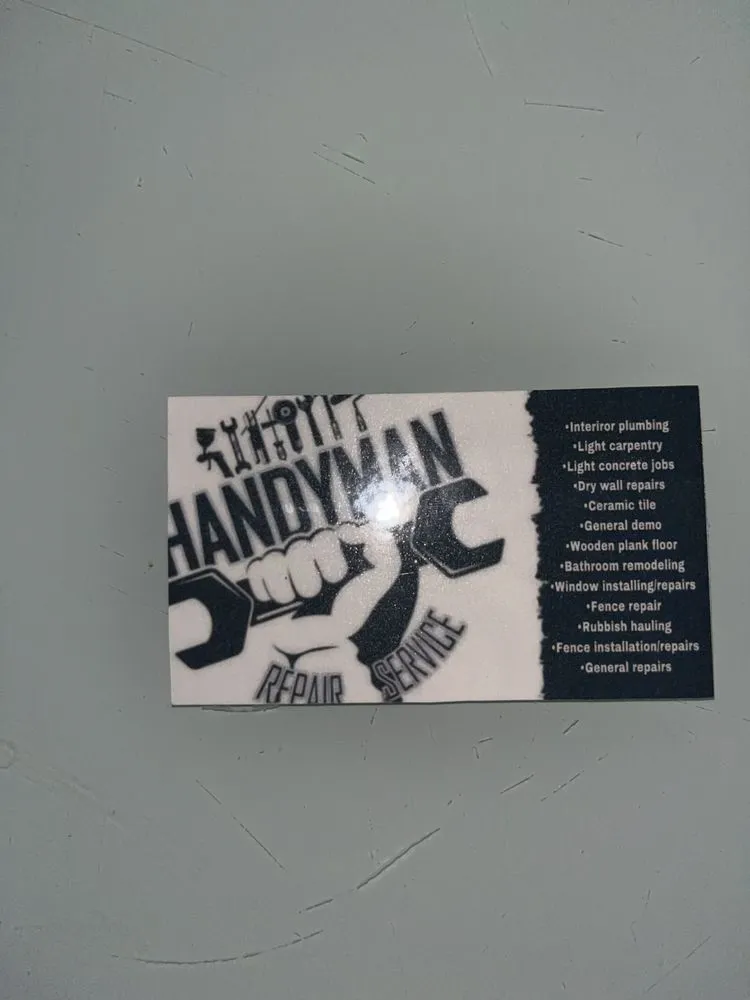 HANDYMAN
REPAIR SERVICE
•Interiror plumbing
•Light carpentry
•Light concrete jobs
•Dry wall repairs
•Ceramic tile
•General demo
•Wooden plank floor
•Bathroom remodeling
•Window installing/repairs
•Fence repair
•Rubbish hauling
•Fence installation/repairs
•General repairs